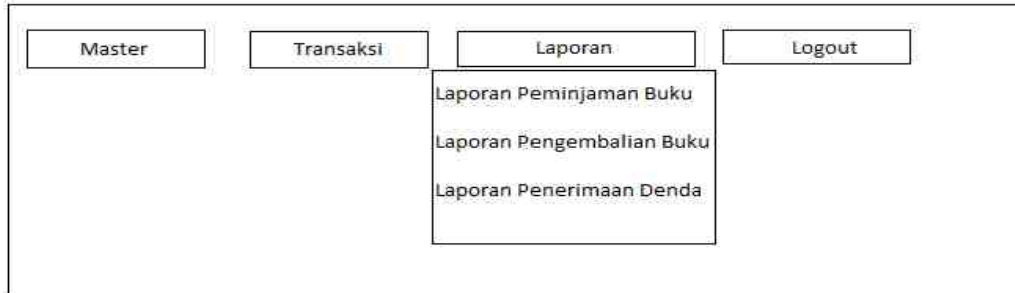 Master
Transaksi
Laporan
Logout
Laporan Peminjaman Buku
Laporan Pengembalian Buku
Laporan Penerimaan Denda